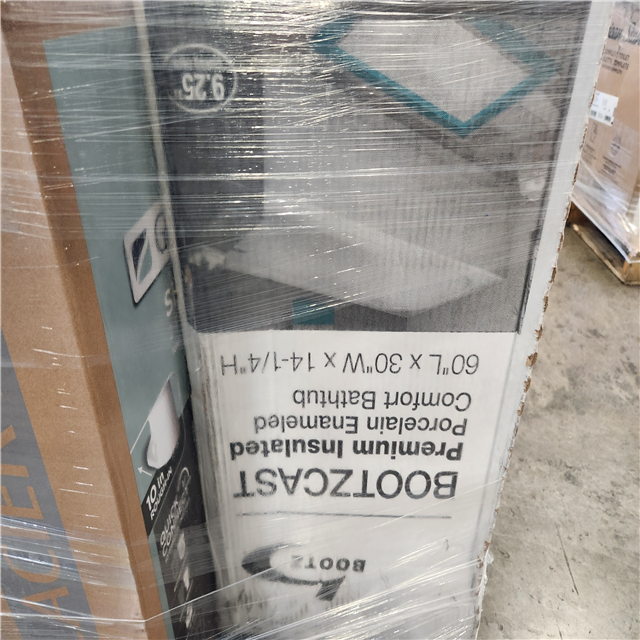 BOOTZ
BOOTZCAST
Premium Insulated
Porcelain Enameled
Comfort Bathtub
60"L x 30"W x 14-1/4"H
9.25"